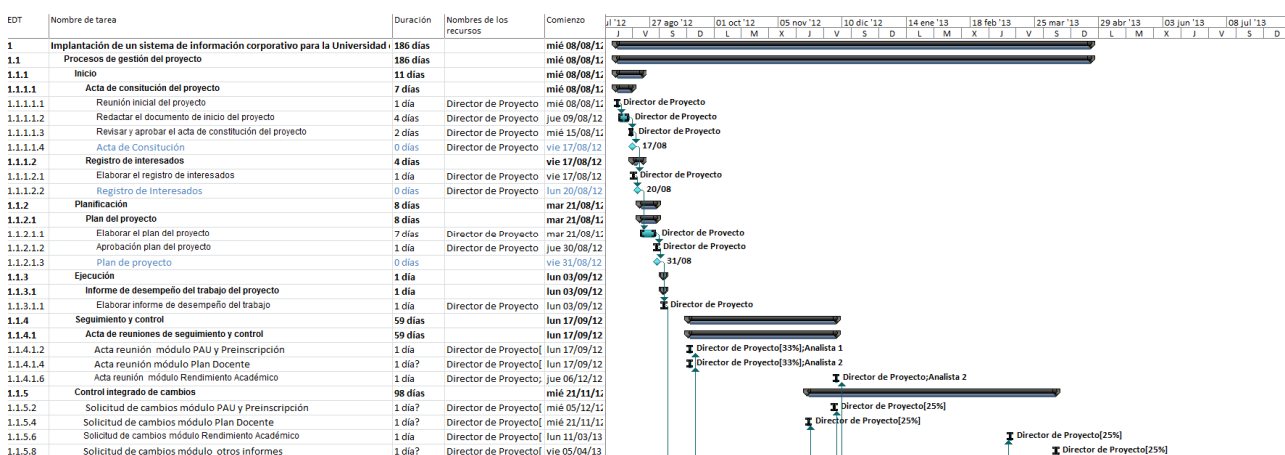 EDT Nombre de tarea Duración Nombres de los recursos Comienzo jul '12 27 ago '12 01 oct '12 05 nov '12 10 dic '12 14 ene '13 18 feb '13 25 mar '13 29 abr '13 03 jun '13 08 jul '13
J V S D L M X J V S D L M X J V S D L M X J V S D
1 Implantación de un sistema de información corporativo para la Universidad 186 días mié 08/08/12
1.1 Procesos de gestión del proyecto 186 días mié 08/08/12
1.1.1 Inicio 11 días mié 08/08/12
1.1.1.1 Acta de consitución del proyecto 7 días mié 08/08/12
1.1.1.1.1 Reunión inicial del proyecto 1 día Director de Proyecto mié 08/08/12 Director de Proyecto
1.1.1.1.2 Redactar el documento de inicio del proyecto 4 días Director de Proyecto jue 09/08/12 Director de Proyecto
1.1.1.1.3 Revisar y aprobar el acta de constitución del proyecto 2 días Director de Proyecto mié 15/08/12 Director de Proyecto
1.1.1.1.4 Acta de Consitución 0 días Director de Proyecto vie 17/08/12 17/08
1.1.1.2 Registro de interesados 4 días vie 17/08/12
1.1.1.2.1 Elaborar el registro de interesados 1 día Director de Proyecto vie 17/08/12 Director de Proyecto
1.1.1.2.2 Registro de Interesados 0 días Director de Proyecto lun 20/08/12 20/08
1.1.2 Planificación 8 días mar 21/08/12
1.1.2.1 Plan del proyecto 8 días mar 21/08/12
1.1.2.1.1 Elaborar el plan del proyecto 7 días Director de Proyecto mar 21/08/12 Director de Proyecto
1.1.2.1.2 Aprobación plan del proyecto 1 día Director de Proyecto jue 30/08/12 Director de Proyecto
1.1.2.1.3 Plan de proyecto 0 días vie 31/08/12 31/08
1.1.3 Ejecución 1 día lun 03/09/12
1.1.3.1 Informe de desempeño del trabajo del proyecto 1 día lun 03/09/12
1.1.3.1.1 Elaborar informe de desempeño del trabajo 1 día Director de Proyecto lun 03/09/12 Director de Proyecto
1.1.4 Seguimiento y control 59 días lun 17/09/12
1.1.4.1 Acta de reuniones de seguimiento y control 59 días lun 17/09/12
1.1.4.1.2 Acta reunión módulo PAU y Preinscripción 1 día Director de Proyecto[ lun 17/09/12 Director de Proyecto[33%];Analista 1
1.1.4.1.4 Acta reunión módulo Plan Docente 1 día? Director de Proyecto[ lun 17/09/12 Director de Proyecto[33%];Analista 2
1.1.4.1.6 Acta reunión módulo Rendimiento Académico 1 día Director de Proyecto; jue 06/12/12 Director de Proyecto;Analista 2
1.1.5 Control integrado de cambios 98 días mié 21/11/12
1.1.5.2 Solicitud de cambios módulo PAU y Preinscripción 1 día? Director de Proyecto[ mié 05/12/12 Director de Proyecto[25%]
1.1.5.4 Solicitud de cambios módulo Plan Docente 1 día? Director de Proyecto[ mié 21/11/12 Director de Proyecto[25%]
1.1.5.6 Solicitud de cambios módulo Rendimiento Académico 1 día Director de Proyecto[ lun 11/03/13 Director de Proyecto[25%]
1.1.5.8 Solicitud de cambios módulo otros informes 1 día? Director de Proyecto[ vie 05/04/13 Director de Proyecto[25%]